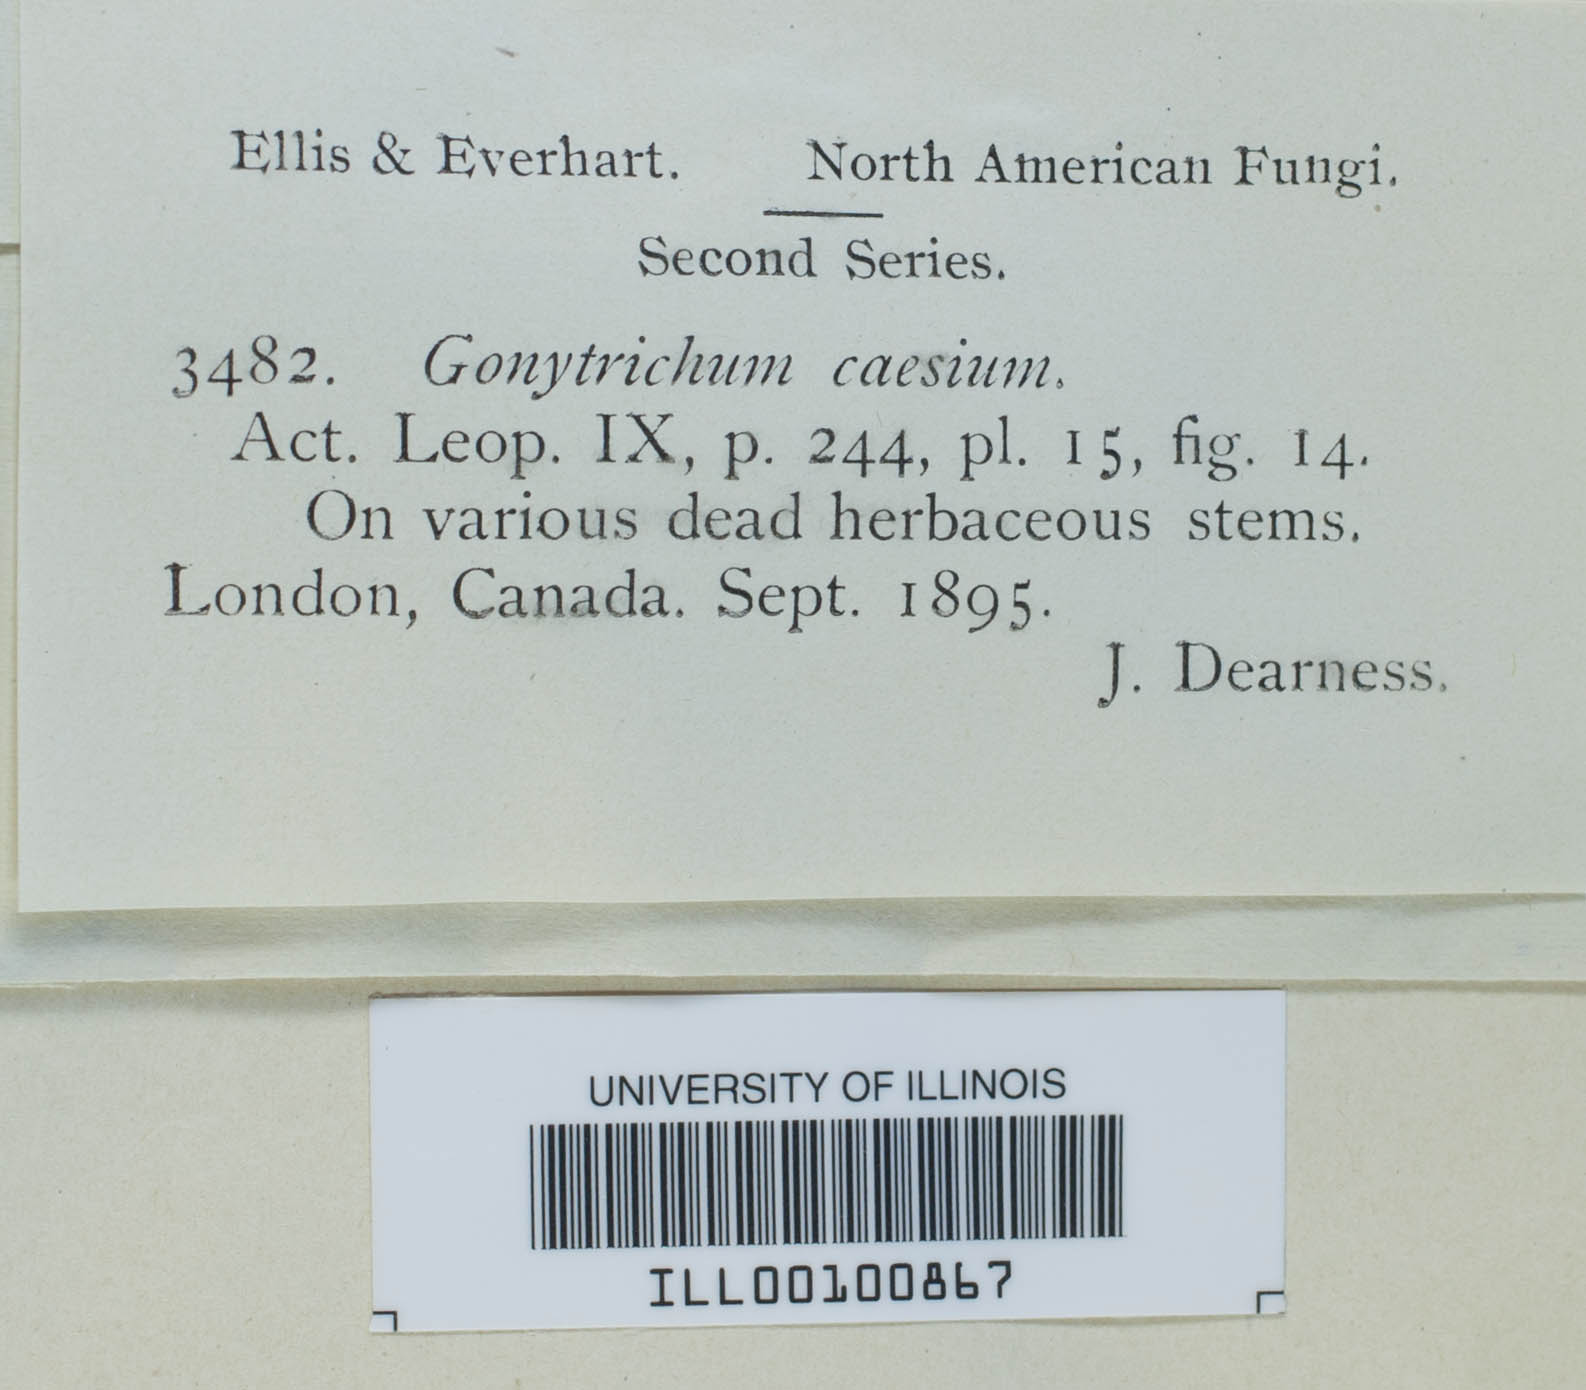 Ellis & Everhart. North American Fungi.
Second Series.
3482. Gonytrichum caesium.
Act. Leop. IX, p. 244, pl. 15, fig. 14.
On various dead herbaceous stems.
London, Canada. Sept. 1895.
J. Dearness.
UNIVERSITY OF ILLINOIS
ILL00100867